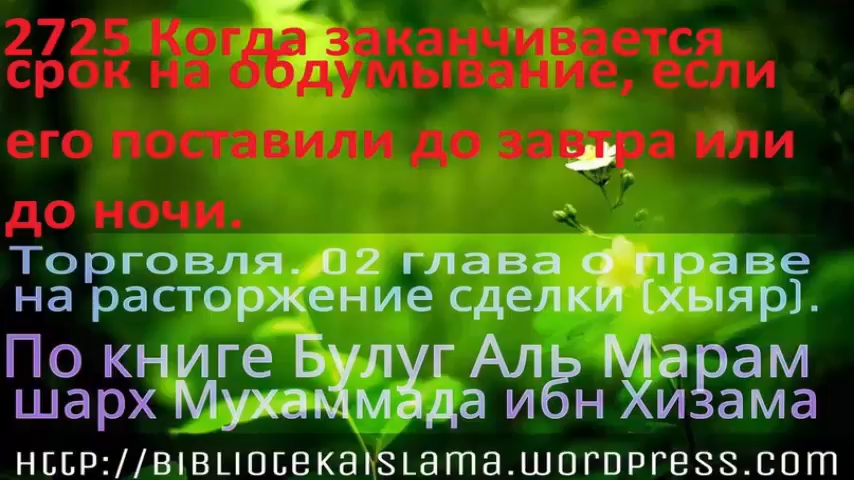 2725 Когда заканчивается
срок на обдумывание, если
его поставили до завтра или
до ночи.
Торговля. 02 глава о праве
на расторжение сделки (хыяр).
По книге Булуг Аль Марам
шарх Мухаммада ибн Хизама
HTTP://BIBLIOTEKAISLAMA.WORDPRESS.COM